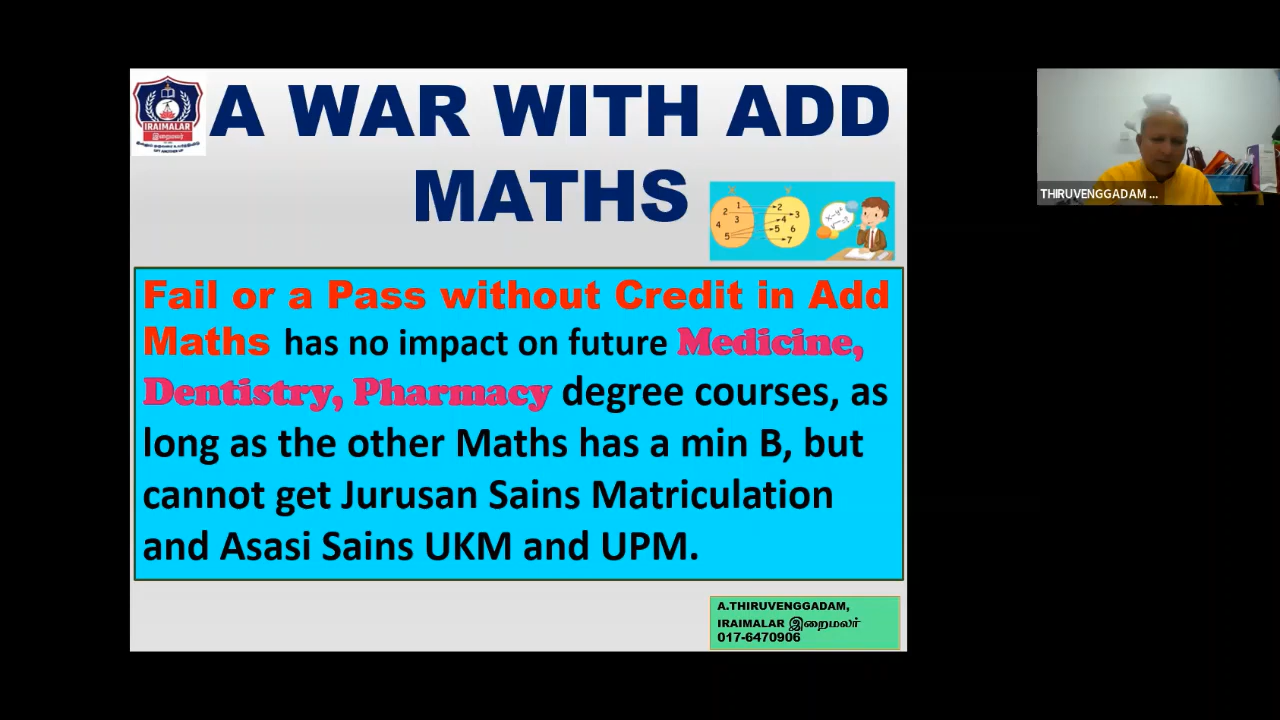 A WAR WITH ADD
MATHS
IRAIMALAR
இறைமலர்
Fail or a Pass without Credit in Add
Maths has no impact on future Medicine,
Dentistry, Pharmacy degree courses, as
long as the other Maths has a min B, but
cannot get Jurusan Sains Matriculation
and Asasi Sains UKM and UPM.
A.THIRUVENGGADAM,
IRAIMALAR இறைமலர்
017-6470906
THIRUVENGGADAM ...